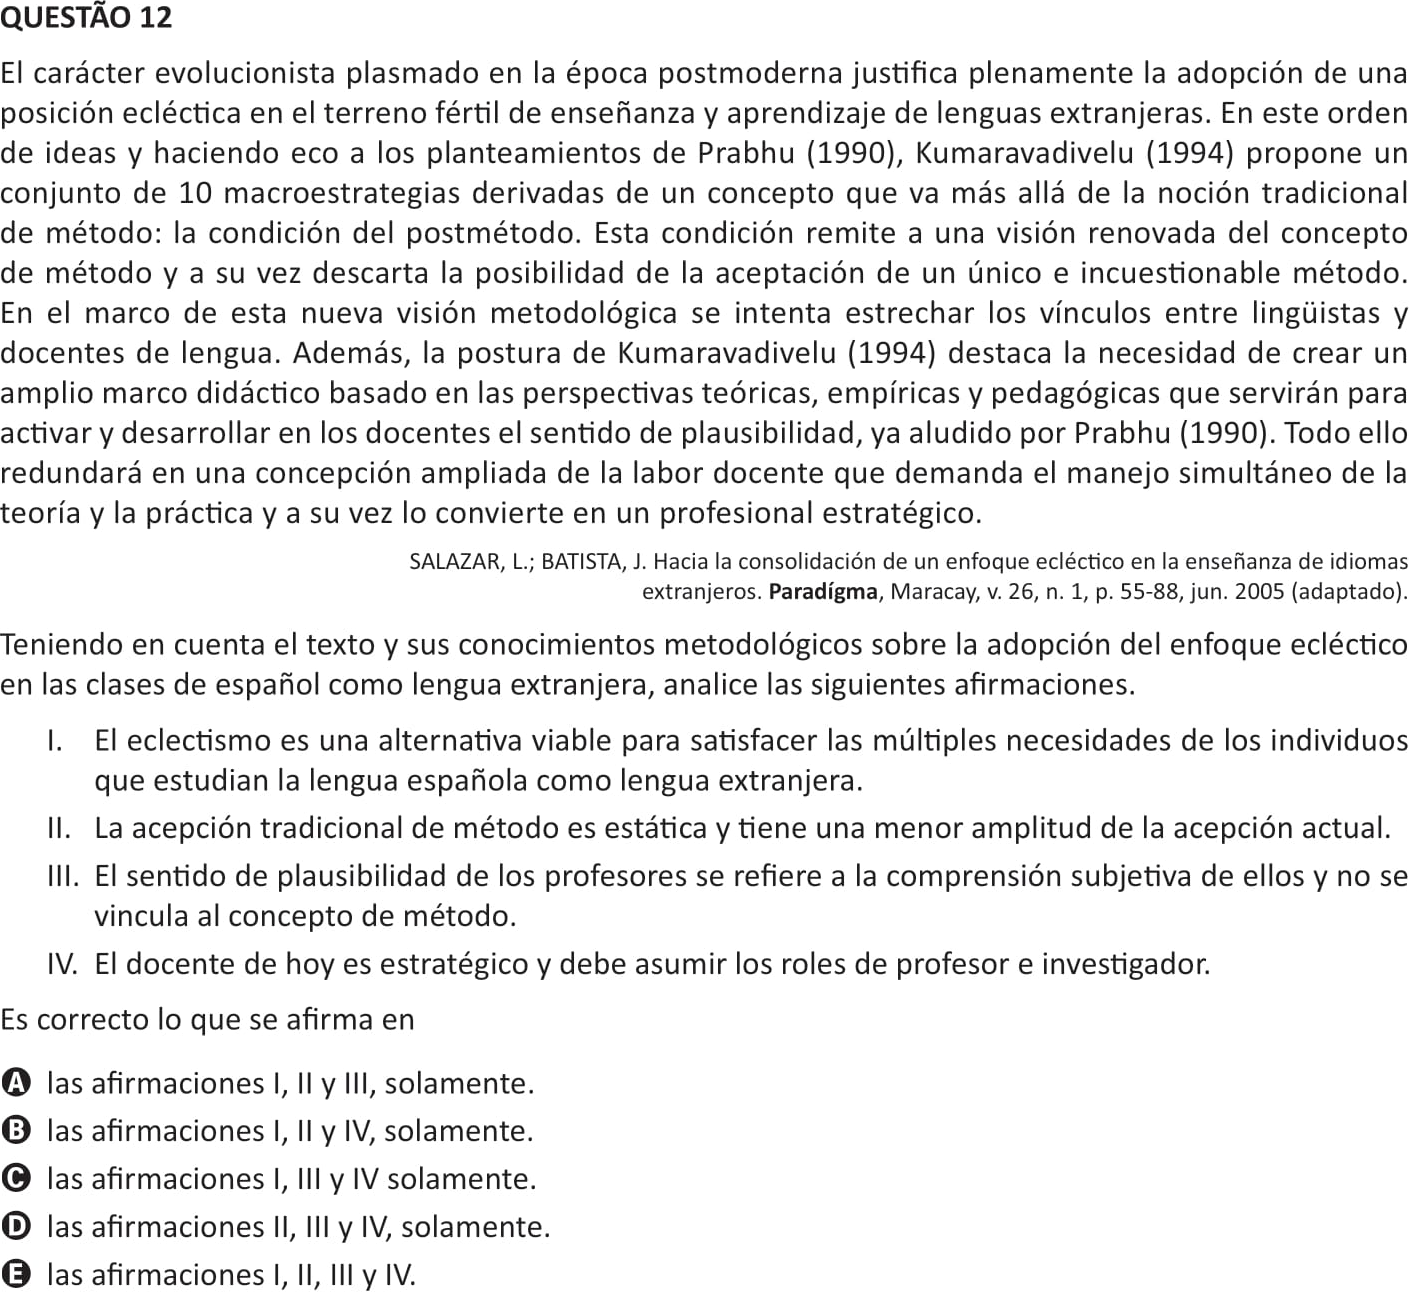 QUESTÃO 12
El carácter evolucionista plasmado en la época postmoderna justifica plenamente la adopción de una
posición ecléctica en el terreno fértil de enseñanza y aprendizaje de lenguas extranjeras. En este orden
de ideas y haciendo eco a los planteamientos de Prabhu (1990), Kumaravadivelu (1994) propone un
conjunto de 10 macroestrategias derivadas de un concepto que va más allá de la noción tradicional
de método: la condición del postmétodo. Esta condición remite a una visión renovada del concepto
de método y a su vez descarta la posibilidad de la aceptación de un único e incuestionable método.
En el marco de esta nueva visión metodológica se intenta estrechar los vínculos entre lingüistas y
docentes de lengua. Además, la postura de Kumaravadivelu (1994) destaca la necesidad de crear un
amplio marco didáctico basado en las perspectivas teóricas, empíricas y pedagógicas que servirán para
activar y desarrollar en los docentes el sentido de plausibilidad, ya aludido por Prabhu (1990). Todo ello
redundará en una concepción ampliada de la labor docente que demanda el manejo simultáneo de la
teoría y la práctica y a su vez lo convierte en un profesional estratégico.
SALAZAR, L.; BATISTA, J. Hacia la consolidación de un enfoque ecléctico en la enseñanza de idiomas
extranjeros. Paradígma, Maracay, v. 26, n. 1, p. 55-88, jun. 2005 (adaptado).
Teniendo en cuenta el texto y sus conocimientos metodológicos sobre la adopción del enfoque ecléctico
en las clases de español como lengua extranjera, analice las siguientes afirmaciones.
I. El eclectismo es una alternativa viable para satisfacer las múltiples necesidades de los individuos
que estudian la lengua española como lengua extranjera.
II. La acepción tradicional de método es estática y tiene una menor amplitud de la acepción actual.
III. El sentido de plausibilidad de los profesores se refiere a la comprensión subjetiva de ellos y no se
vincula al concepto de método.
IV. El docente de hoy es estratégico y debe asumir los roles de profesor e investigador.
Es correcto lo que se afirma en
A las afirmaciones I, II y III, solamente.
B las afirmaciones I, II y IV, solamente.
C las afirmaciones I, III y IV solamente.
D las afirmaciones II, III y IV, solamente.
E las afirmaciones I, II, III y IV.